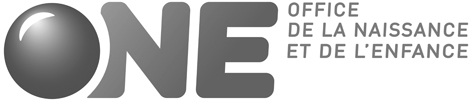 ONE
OFFICE
DE LA NAISSANCE
ET DE L'ENFANCE